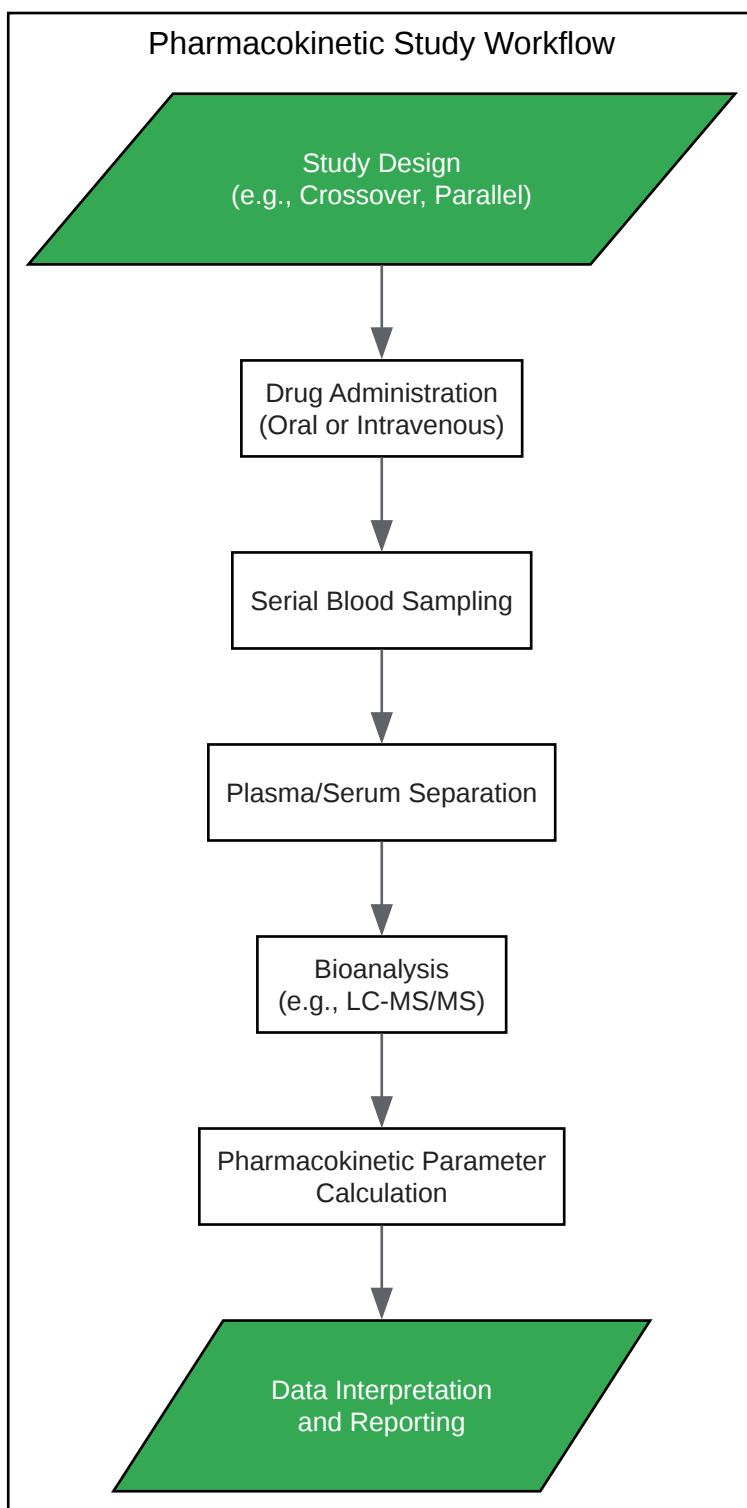 Pharmacokinetic Study Workflow
Study Design
(e.g., Crossover, Parallel)
Drug Administration
(Oral or Intravenous)
Serial Blood Sampling
Plasma/Serum Separation
Bioanalysis
(e.g., LC-MS/MS)
Pharmacokinetic Parameter
Calculation
Data Interpretation
and Reporting